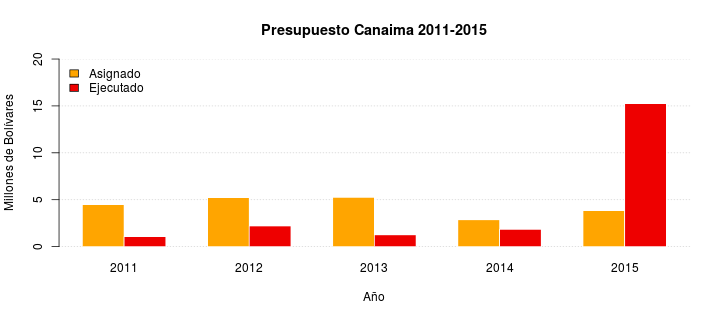 Presupuesto Canaima 2011-2015
Millones de Bolívares
20
15
10
5
0
Asignado
Ejecutado
2011 2012 2013 2014 2015
Año